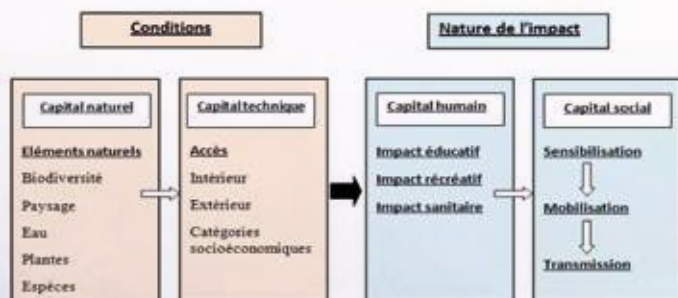 Conditions
Nature de l'impact
Capital naturel
Eléments naturels
Biodiversité
Paysage
Eau
Plantes
Espèces
Capital technique
Accès
Intérieur
Extérieur
Catégories
socioéconomiques
Capital humain
Impact éducatif
Impact récréatif
Impact sanitaire
Capital social
Sensibilisation
Mobilisation
Transmission